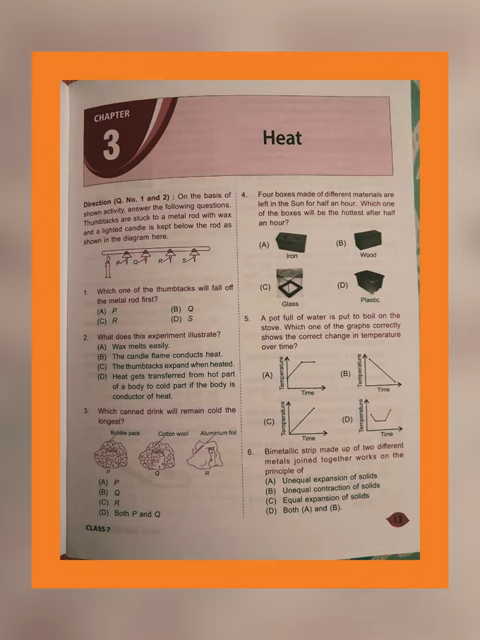 CHAPTER
3
Heat
Direction (Q. No. 1 and 2) : On the basis of
shown activity, answer the following questions.
Thumbtacks are stuck to a metal rod with wax
and a lighted candle is kept below the rod as
shown in the diagram here.
P Q R S
1. Which one of the thumbtacks will fall off
the metal rod first?
(A) P (B) Q
(C) R (D) S
2. What does this experiment illustrate?
(A) Wax melts easily.
(B) The candle flame conducts heat.
(C) The thumbtacks expand when heated.
(D) Heat gets transferred from hot part
of a body to cold part if the body is
conductor of heat.
3. Which canned drink will remain cold the
longest?
Bubble pack Cotton wool Aluminium foil
P Q R
(A) P
(B) Q
(C) R
(D) Both P and Q
CLASS 7
4. Four boxes made of different materials are
left in the Sun for half an hour. Which one
of the boxes will be the hottest after half
an hour?
(A) (B)
Iron Wood
(C) (D)
Glass Plastic
5. A pot full of water is put to boil on the
stove. Which one of the graphs correctly
shows the correct change in temperature
over time?
(A) Temperature Time (B) Temperature Time
(C) Temperature Time (D) Temperature Time
6. Bimetallic strip made up of two different
metals joined together works on the
principle of
(A) Unequal expansion of solids
(B) Unequal contraction of solids
(C) Equal expansion of solids
(D) Both (A) and (B).
13